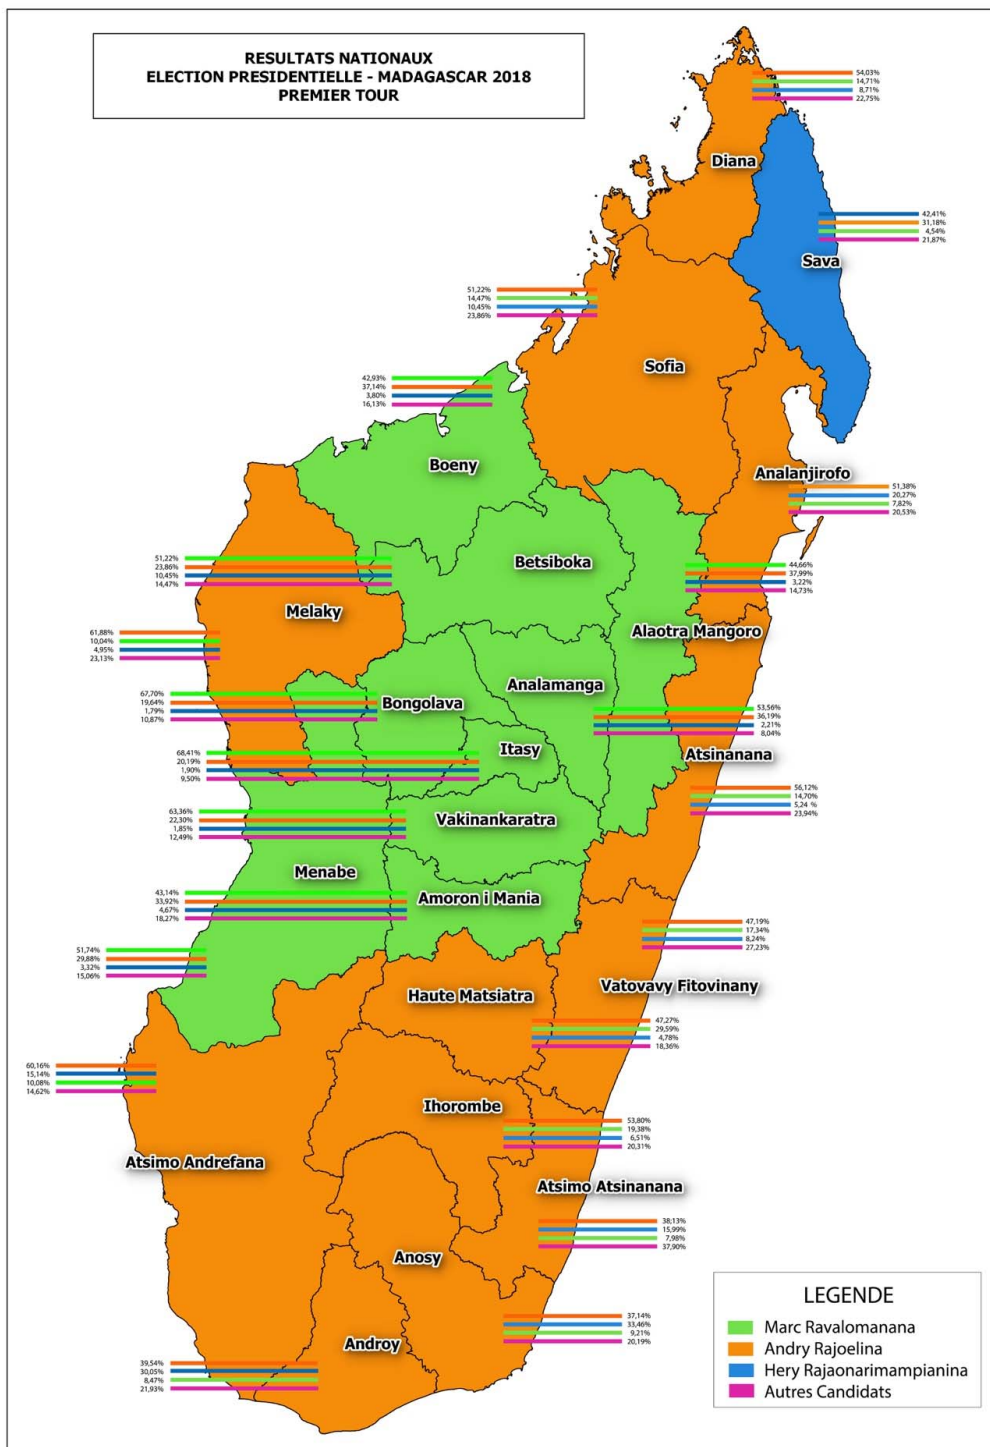 RESULTATS NATIONAUX
ELECTION PRESIDENTIELLE - MADAGASCAR 2018
PREMIER TOUR
54,03%
14,71%
8,71%
22,75%
Diana
42,41%
31,18%
4,54%
21,87%
Sava
51,22%
14,47%
10,45%
23,86%
Sofia
42,93%
37,14%
3,80%
16,13%
Boeny
Analanjirofo
51,38%
20,27%
7,82%
20,53%
51,22%
23,86%
10,45%
14,47%
Betsiboka
44,66%
37,99%
3,22%
14,73%
Melaky
Alaotra Mangoro
61,88%
10,04%
4,95%
23,13%
67,70%
19,64%
1,79%
10,87%
Bongolava
Analamanga
53,56%
36,19%
2,21%
8,04%
Itasy
Atsinanana
68,41%
20,19%
1,90%
9,50%
56,12%
14,70%
5,24 %
23,94%
63,36%
22,30%
1,85%
12,49%
Vakinankaratra
Menabe
43,14%
33,92%
4,67%
18,27%
Amoron i Mania
47,19%
17,34%
8,24%
27,23%
51,74%
29,88%
3,32%
15,06%
Vatovavy Fitovinany
Haute Matsiatra
47,27%
29,59%
4,78%
18,36%
60,16%
15,14%
10,08%
14,62%
Ihorombe
53,80%
19,38%
6,51%
20,31%
Atsimo Andrefana
Atsimo Atsinanana
38,13%
15,99%
7,98%
37,90%
Anosy
37,14%
33,46%
9,21%
20,19%
Androy
39,54%
30,05%
8,47%
21,93%
LEGENDE
Marc Ravalomanana
Andry Rajoelina
Hery Rajaonarimampianina
Autres Candidats